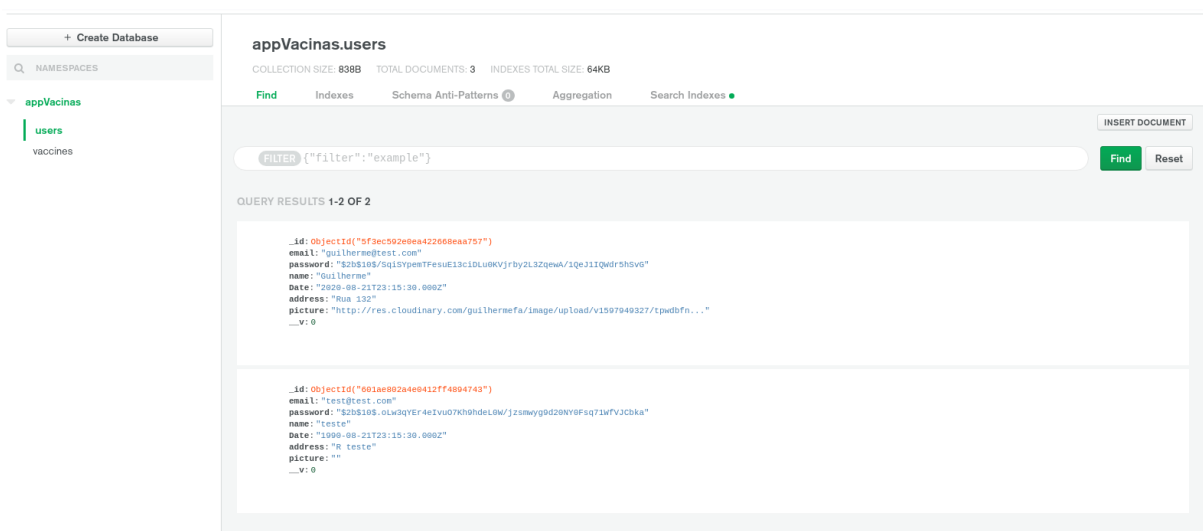 + Create Database
NAMESPACES
appVacinas
users
vaccines
appVacinas.users
COLLECTION SIZE: 838B TOTAL DOCUMENTS: 3 INDEXES TOTAL SIZE: 64KB
Find Indexes Schema Anti-Patterns 0 Aggregation Search Indexes
INSERT DOCUMENT
FILTER {"filter":"example"}
Find Reset
QUERY RESULTS 1-2 OF 2
_id: ObjectId("5f3ec592e0ea422668eaa757")
email: "guilherme@test.com"
password: "$2b$10$/SqiSYpemTFesuE13ciDLu0KVjrby2L3ZqewA/1QeJ1IQWdr5hSvG"
name: "Guilherme"
Date: "2020-08-21T23:15:30.000Z"
address: "Rua 132"
picture: "http://res.cloudinary.com/guilhermefa/image/upload/v1597949327/tpwdbfn..."
__v: 0
_id: ObjectId("601ae802a4e0412ff4894743")
email: "test@test.com"
password: "$2b$10$.oLw3qYEr4eIvuO7Kh9hdeL0W/jzsmwyg9d20NY0Fsq71WfVJCbka"
name: "teste"
Date: "1990-08-21T23:15:30.000Z"
address: "R teste"
picture: ""
__v: 0